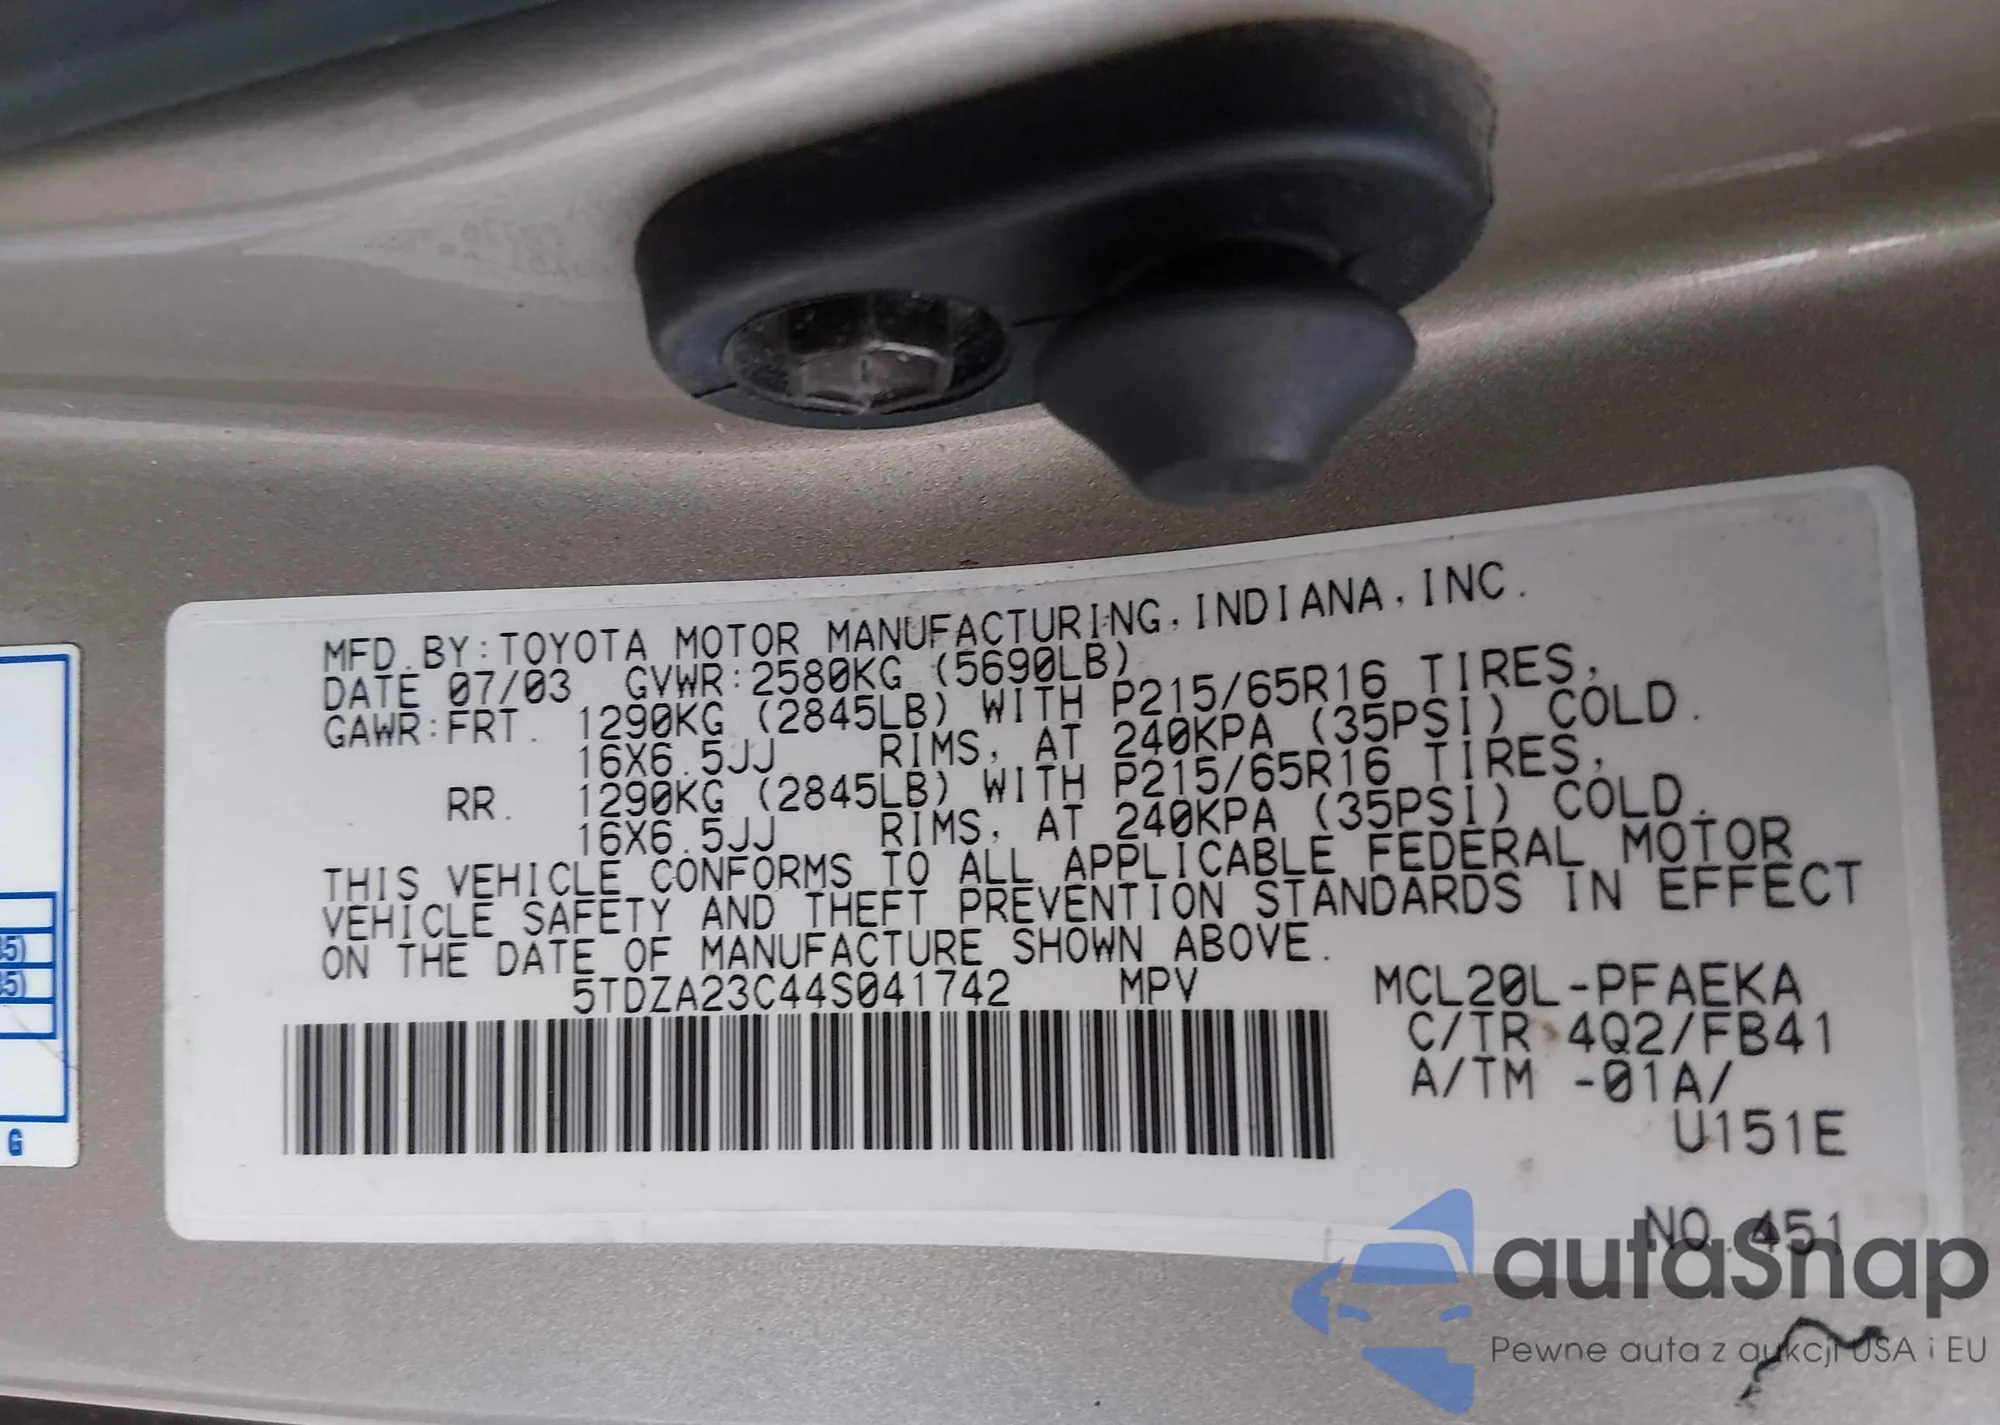 MFD.BY:TOYOTA MOTOR MANUFACTURING,INDIANA,INC.
DATE 07/03 GVWR:2580KG (5690LB)
GAWR:FRT. 1290KG (2845LB) WITH P215/65R16 TIRES,
16X6.5JJ RIMS, AT 240KPA (35PSI) COLD.
RR. 1290KG (2845LB) WITH P215/65R16 TIRES,
16X6.5JJ RIMS, AT 240KPA (35PSI) COLD.
THIS VEHICLE CONFORMS TO ALL APPLICABLE FEDERAL MOTOR
VEHICLE SAFETY AND THEFT PREVENTION STANDARDS IN EFFECT
ON THE DATE OF MANUFACTURE SHOWN ABOVE.
5TDZA23C44S041742 MPV MCL20L-PFAEKA
C/TR 4Q2/FB41
A/TM -01A/
U151E
NO.451
35)
35)
G
autasnap
Pewne auta z aukcji USA i EU